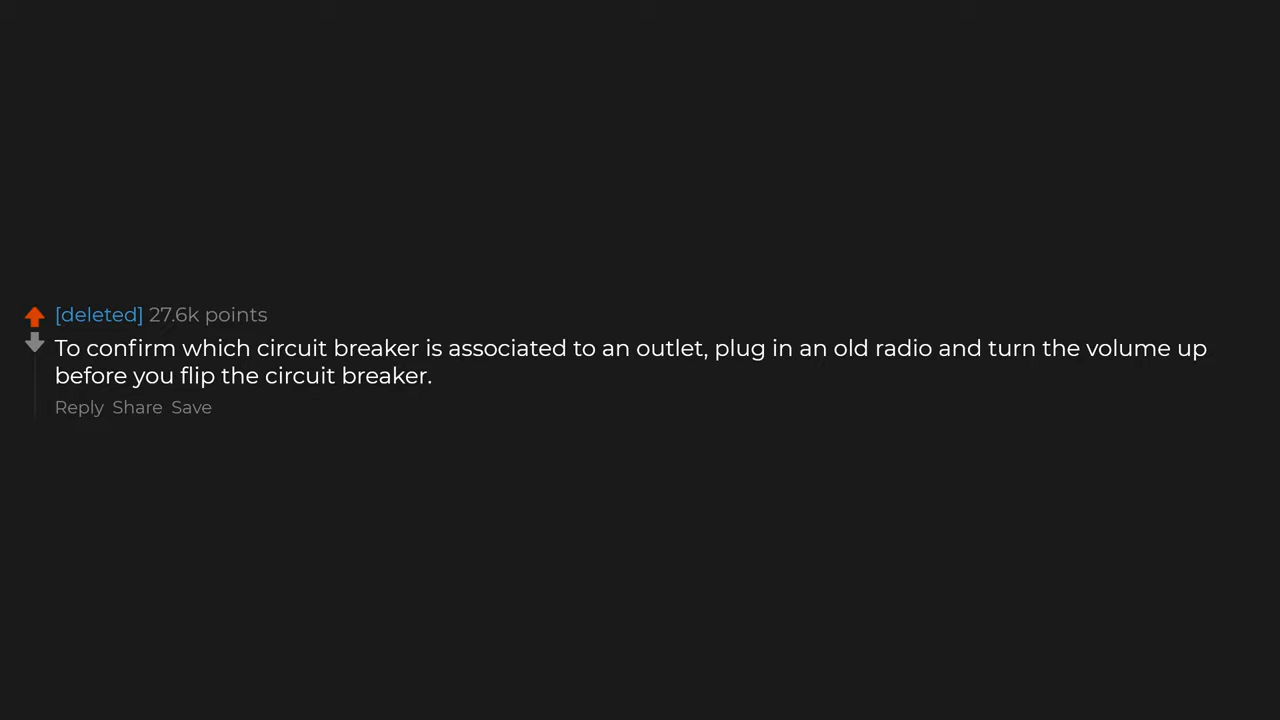 [deleted] 27.6k points
To confirm which circuit breaker is associated to an outlet, plug in an old radio and turn the volume up
before you flip the circuit breaker.
Reply Share Save